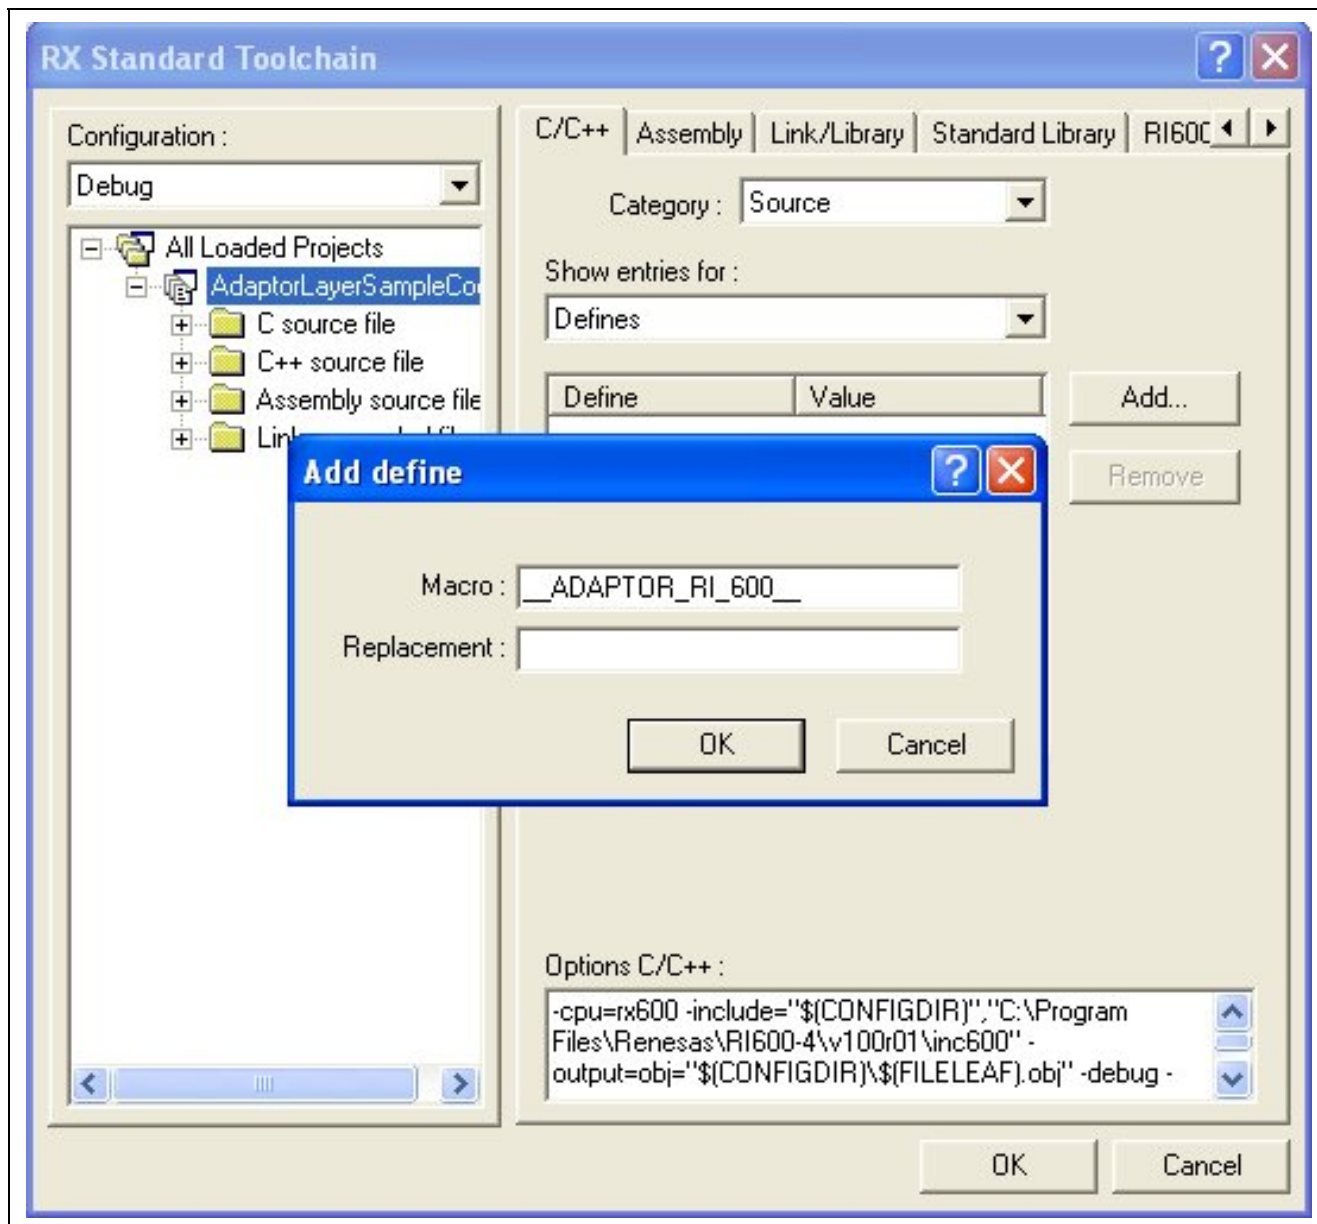 RX Standard Toolchain
Configuration :
Debug
All Loaded Projects
AdaptorLayerSampleCo
C source file
C++ source file
Assembly source file
C/C++ Assembly Link/Library Standard Library
Category : Source
Show entries for :
Defines
Define Value
Add...
Remove
Add define
Macro : __ADAPTOR_RI_600__
Replacement :
OK Cancel
Options C/C++ :
-cpu=rx600 -include="$(CONFIGDIR)","C:\Program
Files\Renesas\RI600-4\v100r01\inc600" -
output=obj="$(CONFIGDIR)\$(FILELEAF).obj" -debug -
OK Cancel